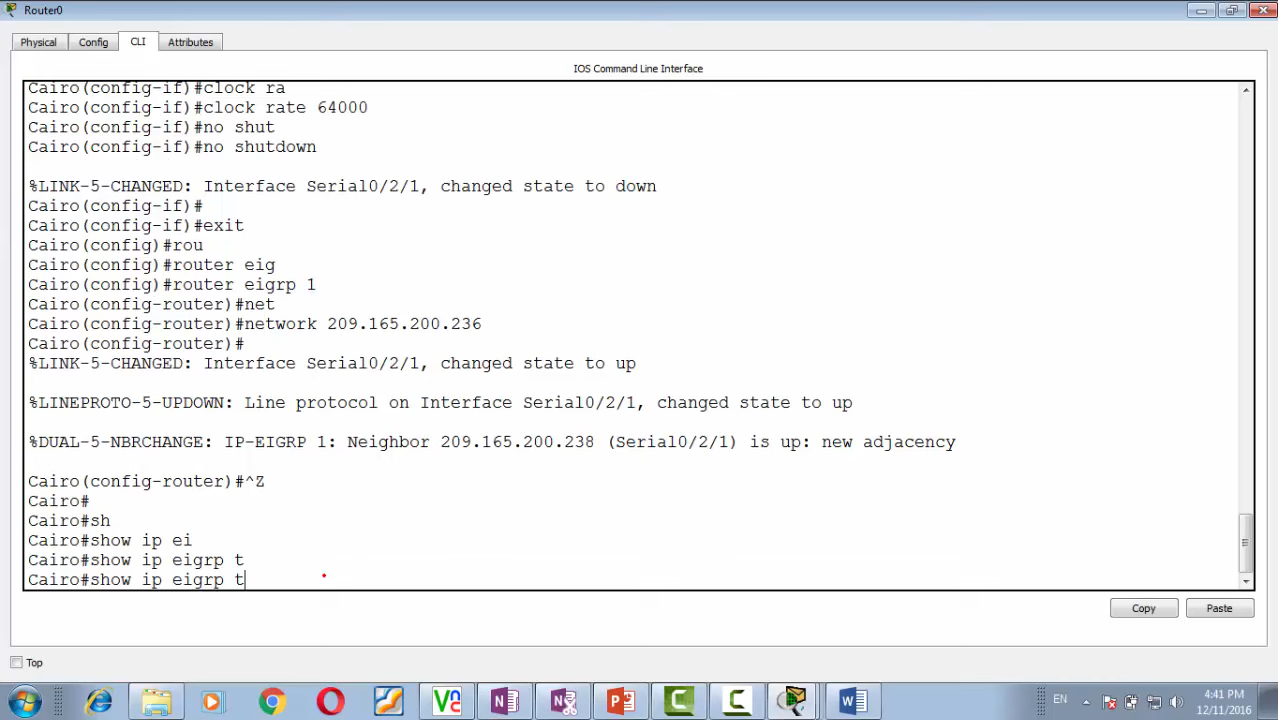 Router0
Physical Config CLI Attributes
IOS Command Line Interface
Cairo(config-if)#clock ra
Cairo(config-if)#clock rate 64000
Cairo(config-if)#no shut
Cairo(config-if)#no shutdown
%LINK-5-CHANGED: Interface Serial0/2/1, changed state to down
Cairo(config-if)#
Cairo(config-if)#exit
Cairo(config)#rou
Cairo(config)#router eig
Cairo(config)#router eigrp 1
Cairo(config-router)#net
Cairo(config-router)#network 209.165.200.236
Cairo(config-router)#
%LINK-5-CHANGED: Interface Serial0/2/1, changed state to up
%LINEPROTO-5-UPDOWN: Line protocol on Interface Serial0/2/1, changed state to up
%DUAL-5-NBRCHANGE: IP-EIGRP 1: Neighbor 209.165.200.238 (Serial0/2/1) is up: new adjacency
Cairo(config-router)#^Z
Cairo#
Cairo#sh
Cairo#show ip ei
Cairo#show ip eigrp t
Cairo#show ip eigrp t
Copy Paste
Top
EN 4:41 PM
12/11/2016